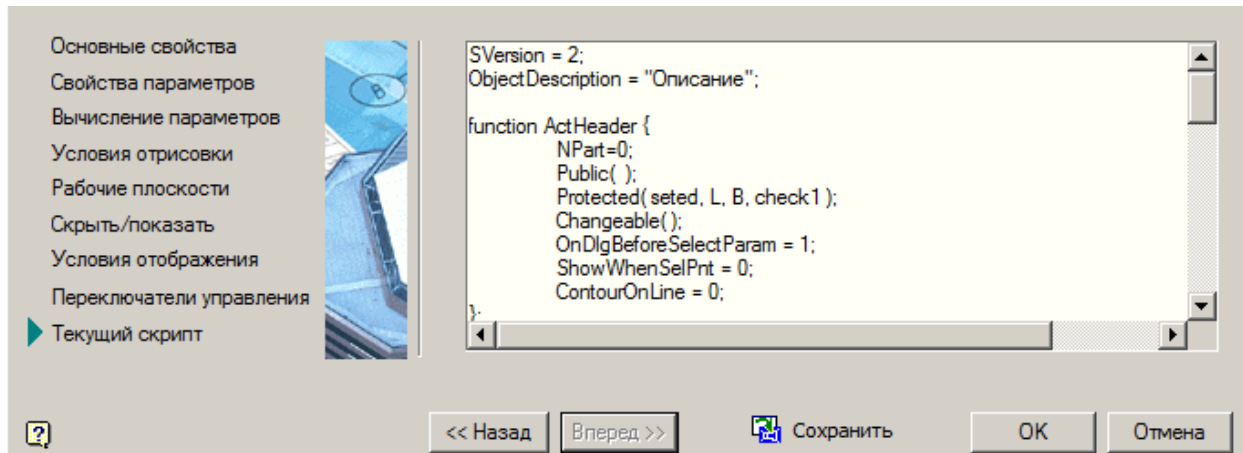 Основные свойства
Свойства параметров
Вычисление параметров
Условия отрисовки
Рабочие плоскости
Скрыть/показать
Условия отображения
Переключатели управления
Текущий скрипт
SVersion = 2;
ObjectDescription = "Описание";
function ActHeader {
NPart=0;
Public( );
Protected( seted, L, B, check1 );
Changeable( );
OnDlgBeforeSelectParam = 1;
ShowWhenSelPnt = 0;
ContourOnLine = 0;
};
<< Назад
Вперед >>
Сохранить
OK
Отмена